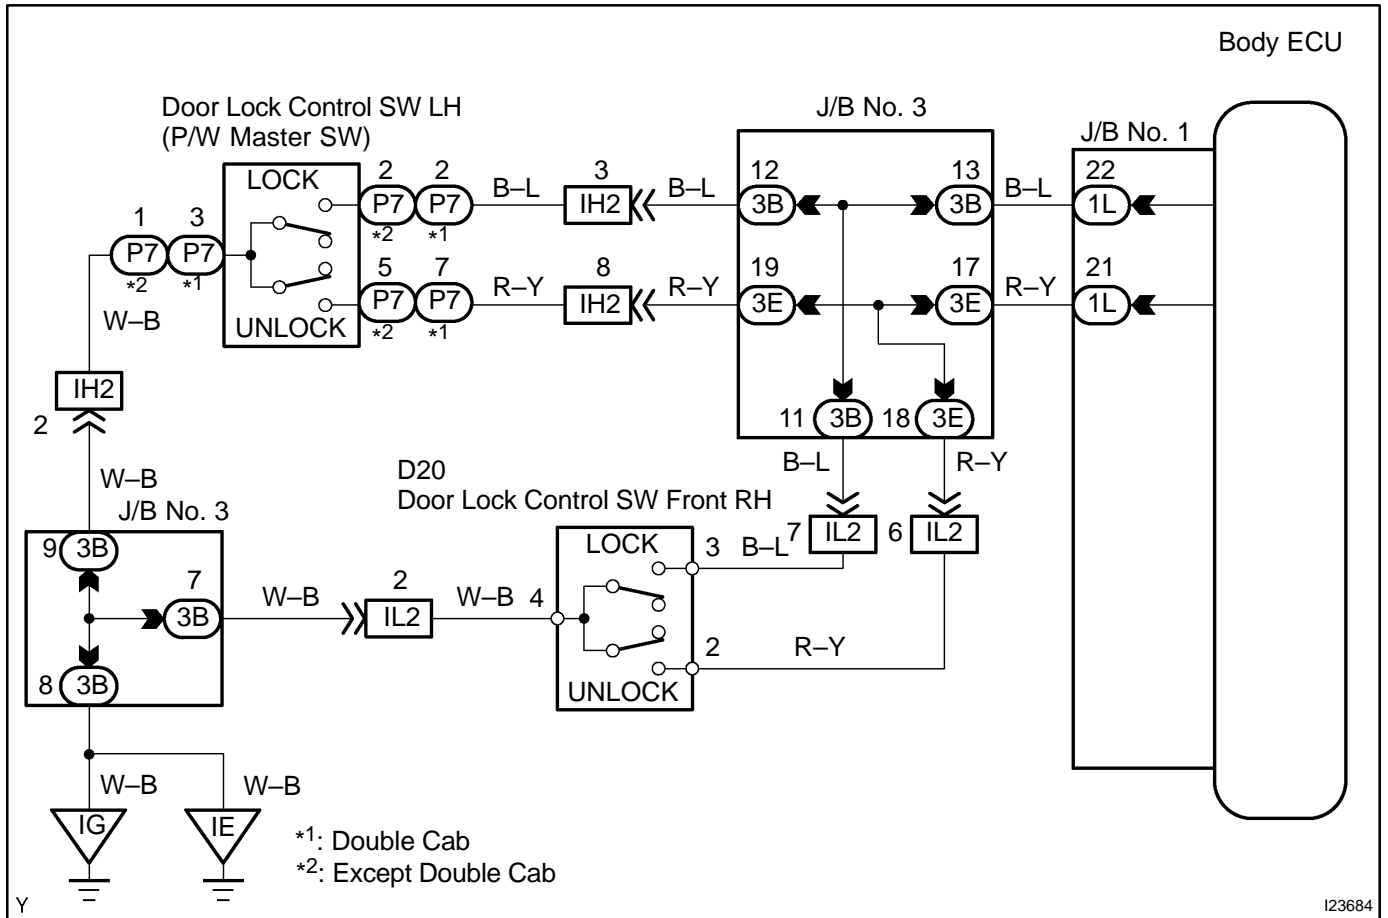 Body ECU
Door Lock Control SW LH
(P/W Master SW)
J/B No. 3
J/B No. 1
LOCK
2 2
P7 P7
*2 *1
B–L
3
IH2
B–L
12
3B
13
3B
B–L
22
1L
1 3
P7 P7
*2 *1
W–B
5 7
P7 P7
*2 *1
UNLOCK
R–Y
8
IH2
R–Y
19
3E
17
3E
R–Y
21
1L
IH2
2
11 3B
18 3E
B–L
R–Y
W–B
J/B No. 3
D20
Door Lock Control SW Front RH
9 3B
7
3B
8 3B
W–B
2
IL2
W–B 4
LOCK
3 B–L
7 IL2
6 IL2
2
R–Y
UNLOCK
W–B
W–B
IG
IE
*1: Double Cab
*2: Except Double Cab
Y
I23684